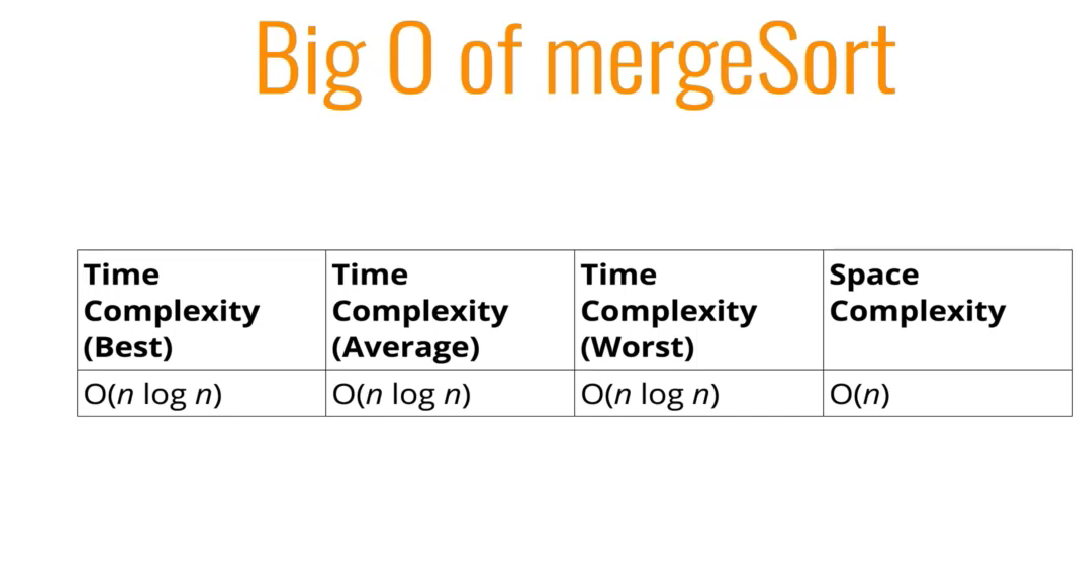 Big O of mergeSort
Time
Complexity
(Best)
Time
Complexity
(Average)
Time
Complexity
(Worst)
Space
Complexity
O(n log n)
O(n log n)
O(n log n)
O(n)